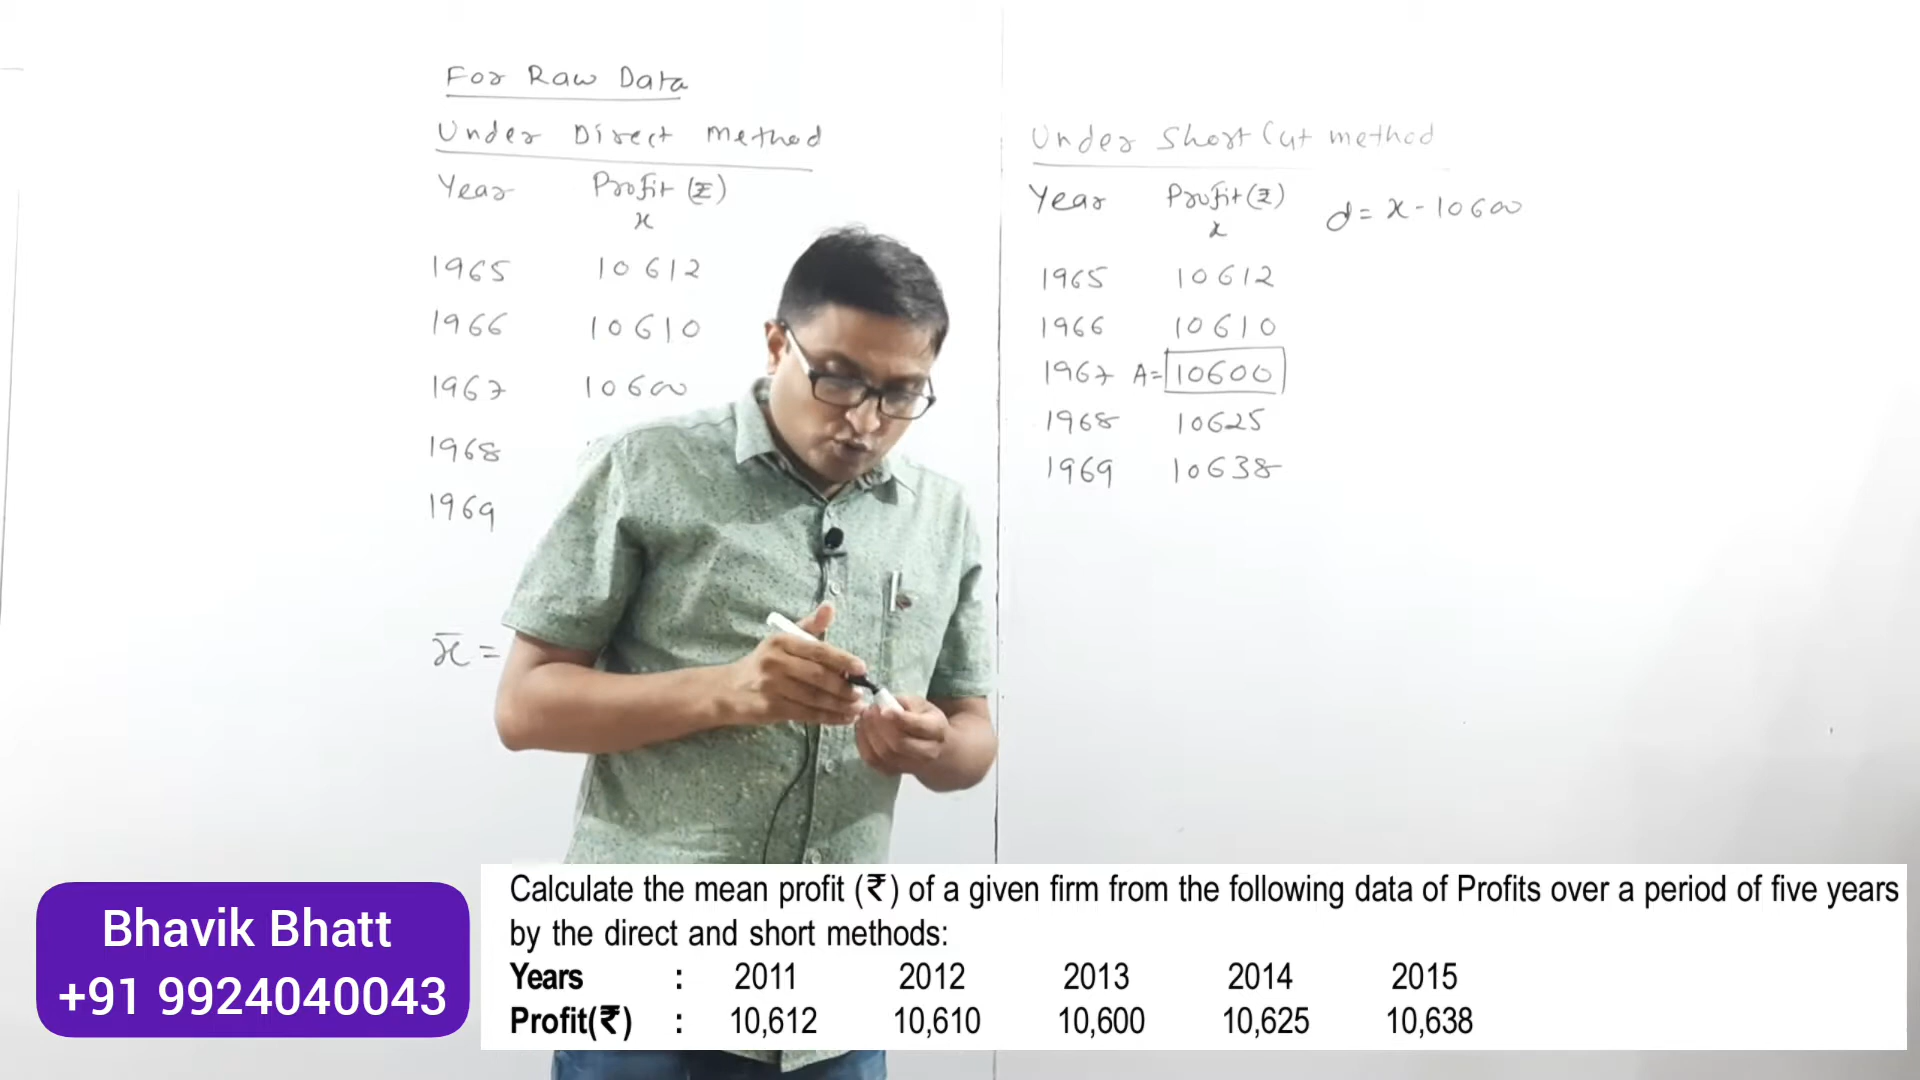 For Raw Data
Under Direct Method
Year Profit (₹)
x
1965 10612
1966 10610
1967 10600
1968
1969
x̄ =
Under Short Cut method
Year Profit (₹) d = x - 10600
x
1965 10612
1966 10610
1967 A= 10600
1968 10625
1969 10638
Bhavik Bhatt
+91 9924040043
Calculate the mean profit (₹) of a given firm from the following data of Profits over a period of five years
by the direct and short methods:
Years : 2011 2012 2013 2014 2015
Profit(₹) : 10,612 10,610 10,600 10,625 10,638